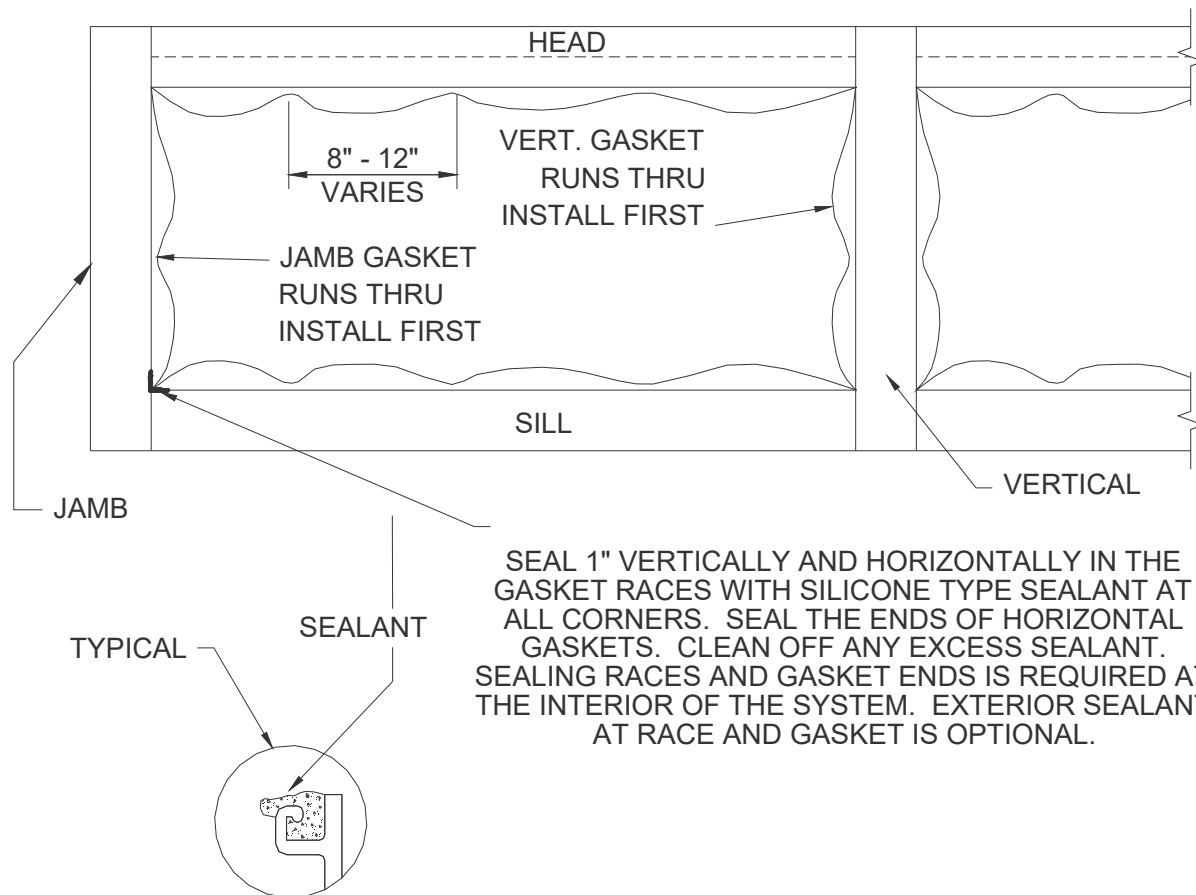 HEAD
8" - 12"
VARIES
VERT. GASKET
RUNS THRU
INSTALL FIRST
JAMB GASKET
RUNS THRU
INSTALL FIRST
SILL
JAMB
VERTICAL
SEAL 1" VERTICALLY AND HORIZONTALLY IN THE
GASKET RACES WITH SILICONE TYPE SEALANT AT
ALL CORNERS. SEAL THE ENDS OF HORIZONTAL
GASKETS. CLEAN OFF ANY EXCESS SEALANT.
SEALING RACES AND GASKET ENDS IS REQUIRED AT
THE INTERIOR OF THE SYSTEM. EXTERIOR SEALANT
AT RACE AND GASKET IS OPTIONAL.
SEALANT
TYPICAL